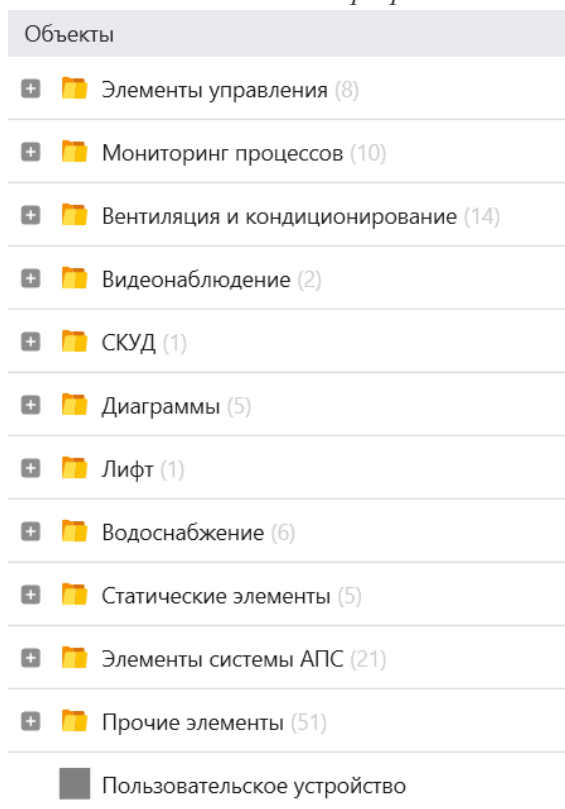 Объекты
Элементы управления (8)
Мониторинг процессов (10)
Вентиляция и кондиционирование (14)
Видеонаблюдение (2)
СКУД (1)
Диаграммы (5)
Лифт (1)
Водоснабжение (6)
Статические элементы (5)
Элементы системы АПС (21)
Прочие элементы (51)
Пользовательское устройство